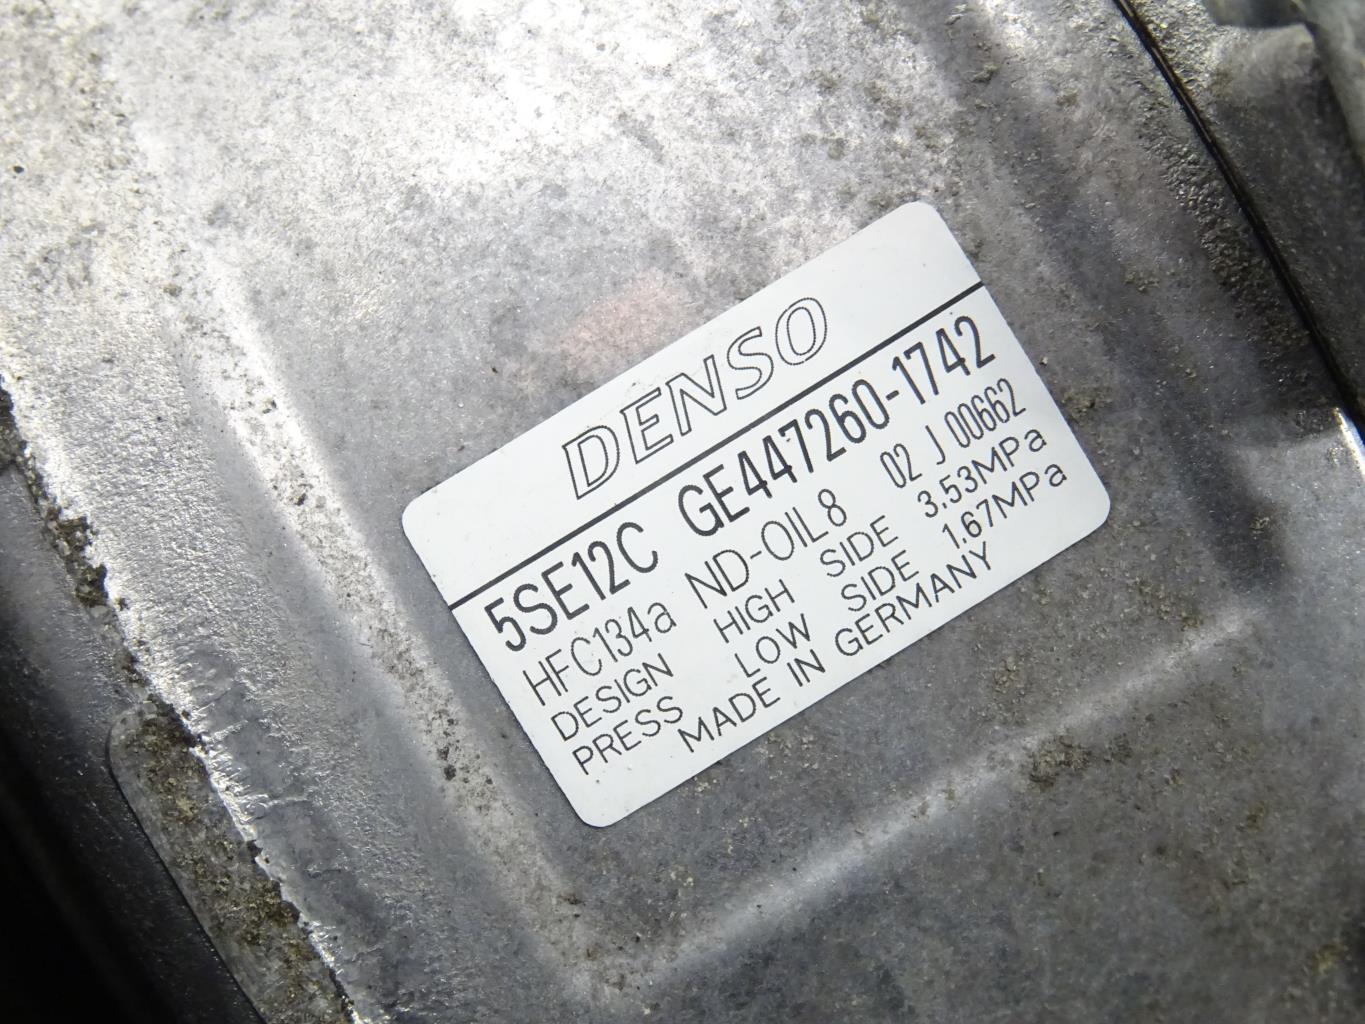 DENSO
5SE12C GE447260-1742
HFC134a ND-OIL8 02 J 00662
DESIGN HIGH SIDE 3.53MPa
PRESS LOW SIDE 1.67MPa
MADE IN GERMANY